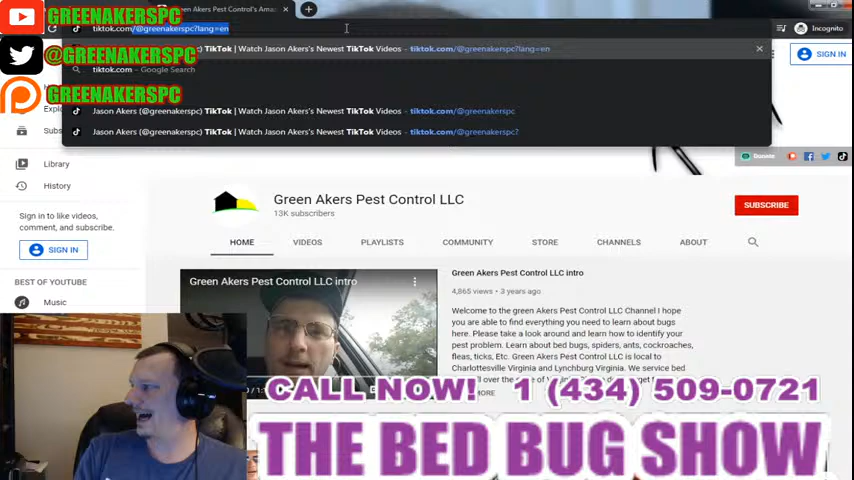 Green Akers Pest Control LLC's Ama
tiktok.com/@greenakerspc?lang=en
Incognito
GREENAKERSPC
TikTok | Watch Jason Akers's Newest TikTok Videos - tiktok.com/@greenakerspc?lang=en
SIGN IN
@GREENAKERSPC
tiktok.com - Google Search
GREENAKERSPC
Jason Akers (@greenakerspc) TikTok | Watch Jason Akers's Newest TikTok Videos - tiktok.com/@greenakerspc
Jason Akers (@greenakerspc) TikTok | Watch Jason Akers's Newest TikTok Videos - tiktok.com/@greenakerspc?
Donate
Library
History
Green Akers Pest Control LLC
13K subscribers
SUBSCRIBE
Sign in to like videos,
comment, and subscribe.
SIGN IN
HOME VIDEOS PLAYLISTS COMMUNITY STORE CHANNELS ABOUT
BEST OF YOUTUBE
Music
Green Akers Pest Control LLC intro
Green Akers Pest Control LLC intro
4,865 views • 3 years ago
Welcome to the green Akers Pest Control LLC Channel I hope
you are able to find everything you need to learn about bugs
here. Please take a look around and learn how to identify your
pest problem. Learn about bed bugs, spiders, ants, cockroaches,
fleas, ticks, Etc. Green Akers Pest Control LLC is local to
Charlottesville Virginia and Lynchburg Virginia. We service bed
CALL NOW! 1 (434) 509-0721
THE BED BUG SHOW